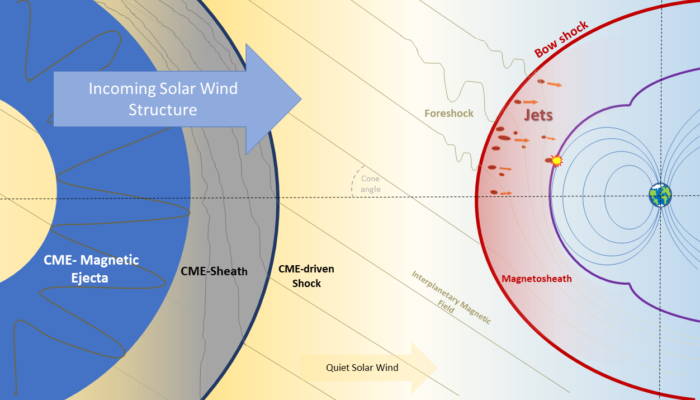 Incoming Solar Wind
Structure
Bow shock
Foreshock
Jets
Cone
angle
CME- Magnetic
Ejecta
CME-Sheath
CME-driven
Shock
Magnetosheath
Interplanetary Magnetic
Field
Quiet Solar Wind